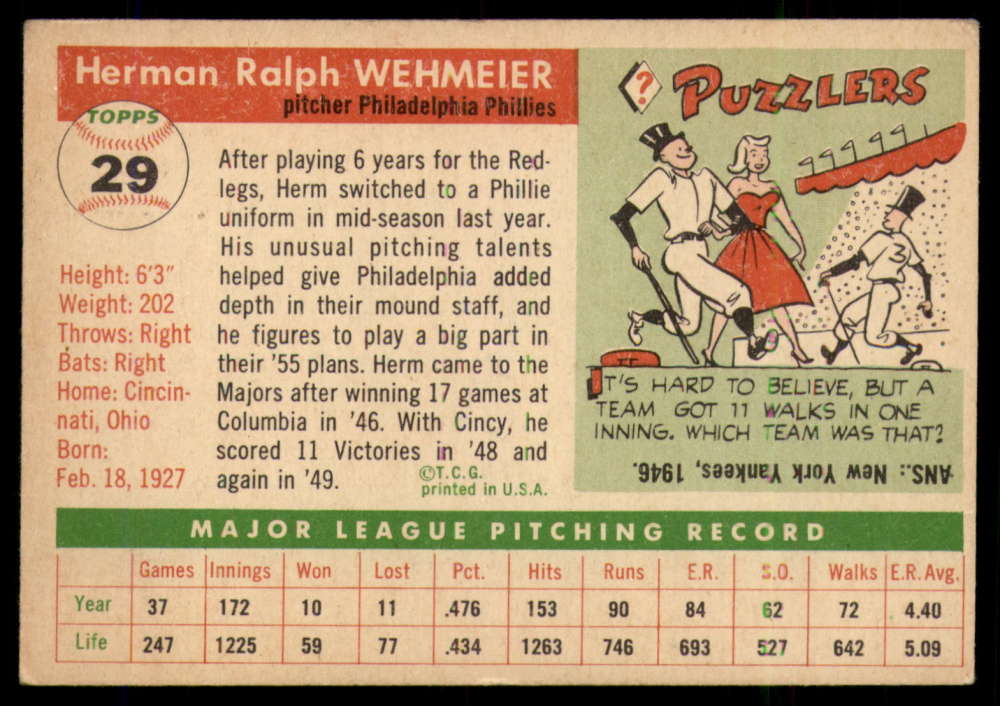 Herman Ralph WEHMEIER
pitcher Philadelphia Phillies
TOPPS
29
Height: 6'3"
Weight: 202
Throws: Right
Bats: Right
Home: Cincin-
nati, Ohio
Born:
Feb. 18, 1927
After playing 6 years for the Red-
legs, Herm switched to a Phillie
uniform in mid-season last year.
His unusual pitching talents
helped give Philadelphia added
depth in their mound staff, and
he figures to play a big part in
their '55 plans. Herm came to the
Majors after winning 17 games at
Columbia in '46. With Cincy, he
scored 11 Victories in '48 and
again in '49.
©T.C.G.
printed in U.S.A.
?
PUZZLERS
3
IT'S HARD TO BELIEVE, BUT A
TEAM GOT 11 WALKS IN ONE
INNING. WHICH TEAM WAS THAT?
ANS.: New York Yankees, 1946.
MAJOR LEAGUE PITCHING RECORD
Games Innings Won Lost Pct. Hits Runs E.R. S.O. Walks E.R. Avg.
Year 37 172 10 11 .476 153 90 84 62 72 4.40
Life 247 1225 59 77 .434 1263 746 693 527 642 5.09